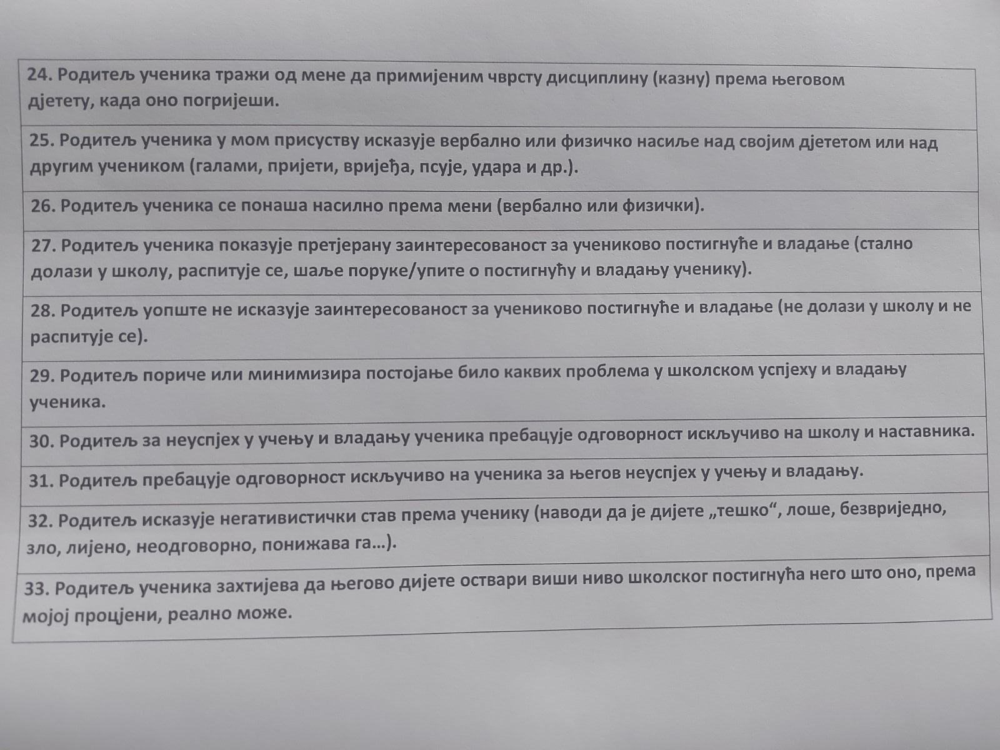 24. Родитељ ученика тражи од мене да примијеним чврсту дисциплину (казну) према његовом
дјетету, када оно погријеши.
25. Родитељ ученика у мом присуству исказује вербално или физичко насиље над својим дјететом или над
другим учеником (галами, пријети, вријеђа, псује, удара и др.).
26. Родитељ ученика се понаша насилно према мени (вербално или физички).
27. Родитељ ученика показује претјерану заинтересованост за учениково постигнуће и владање (стално
долази у школу, распитује се, шаље поруке/упите о постигнућу и владању ученику).
28. Родитељ уопште не исказује заинтересованост за учениково постигнуће и владање (не долази у школу и не
распитује се).
29. Родитељ пориче или минимизира постојање било каквих проблема у школском успјеху и владању
ученика.
30. Родитељ за неуспјех у учењу и владању ученика пребацује одговорност искључиво на школу и наставника.
31. Родитељ пребацује одговорност искључиво на ученика за његов неуспјех у учењу и владању.
32. Родитељ исказује негативистички став према ученику (наводи да је дијете „тешко“, лоше, безвриједно,
зло, лијено, неодговорно, понижава га...).
33. Родитељ ученика захтијева да његово дијете оствари виши ниво школског постигнућа него што оно, према
мојој процјени, реално може.